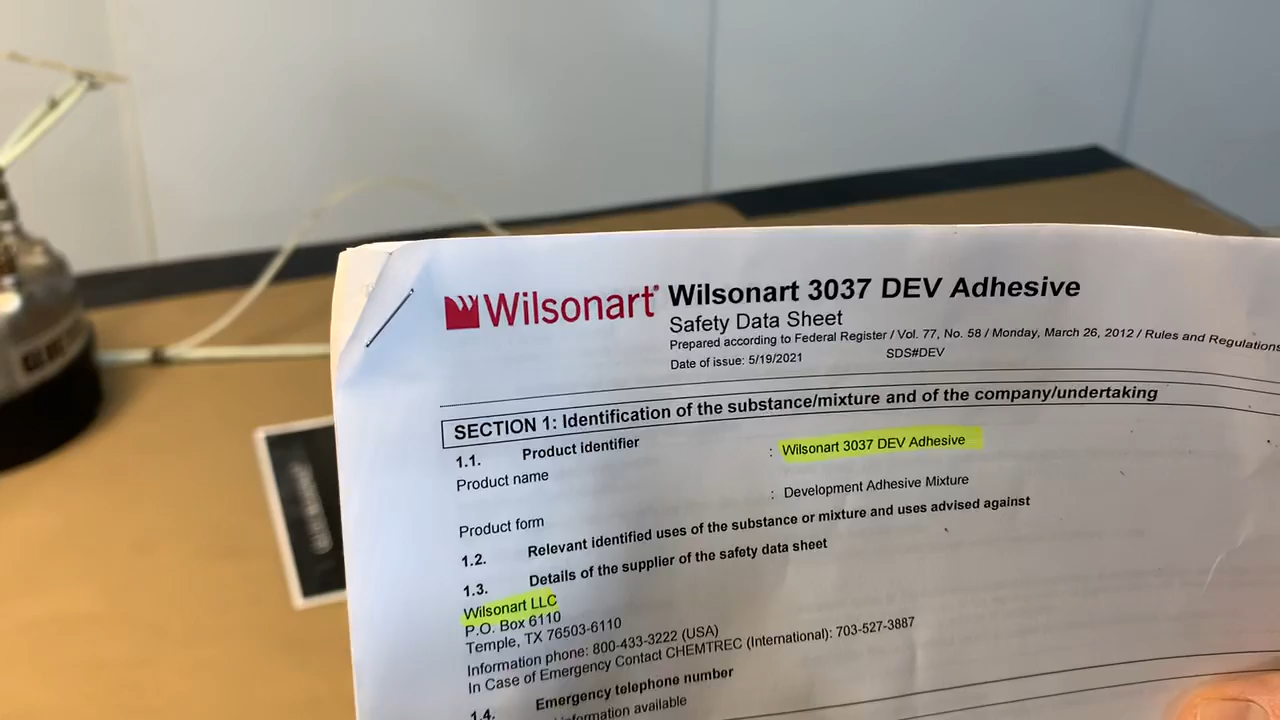 Wilsonart
Wilsonart 3037 DEV Adhesive
Safety Data Sheet
Prepared according to Federal Register / Vol. 77, No. 58 / Monday, March 26, 2012 / Rules and Regulations
Date of issue: 5/19/2021 SDS#DEV
SECTION 1: Identification of the substance/mixture and of the company/undertaking
1.1. Product identifier
Product name : Wilsonart 3037 DEV Adhesive
Product form : Development Adhesive Mixture
1.2. Relevant identified uses of the substance or mixture and uses advised against
1.3. Details of the supplier of the safety data sheet
Wilsonart LLC
P.O. Box 6110
Temple, TX 76503-6110
Information phone: 800-433-3222 (USA)
In Case of Emergency Contact CHEMTREC (International): 703-527-3887
1.4. Emergency telephone number
information available